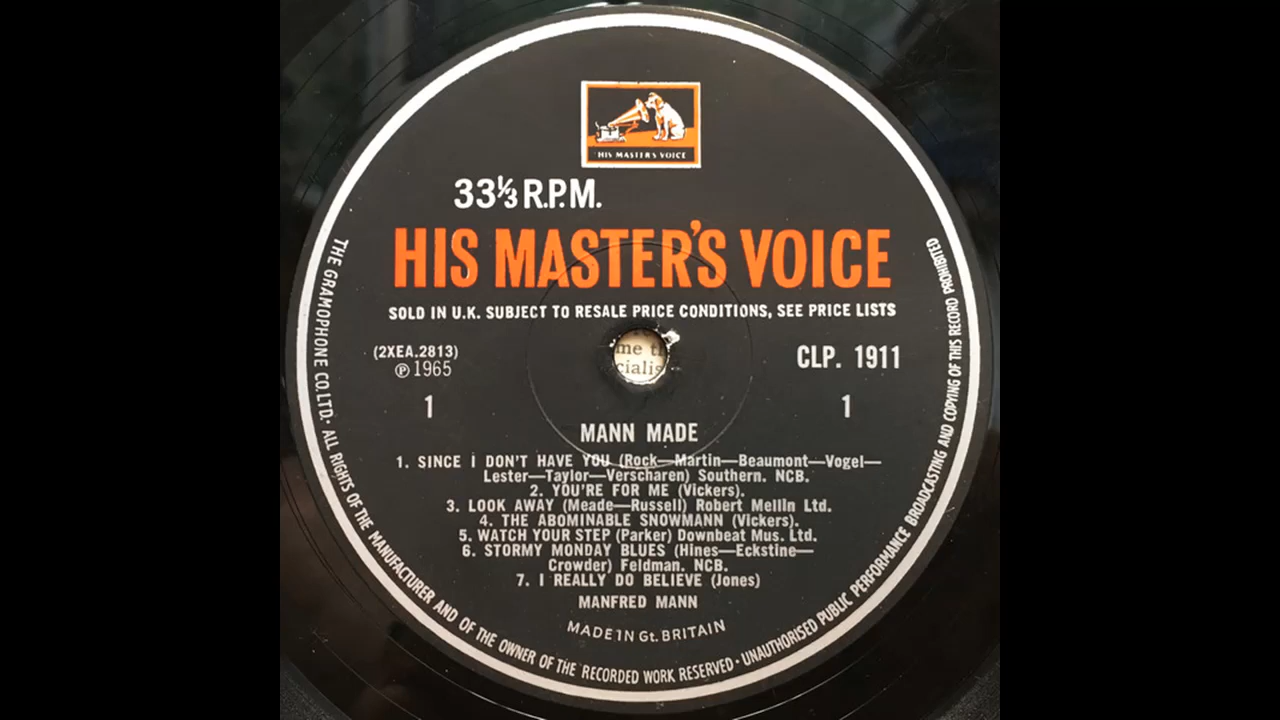 HIS MASTER'S VOICE
33⅓ R.P.M.
HIS MASTER'S VOICE
SOLD IN U.K. SUBJECT TO RESALE PRICE CONDITIONS, SEE PRICE LISTS
(2XEA.2813)
℗ 1965
CLP. 1911
1
1
me t
cialis
MANN MADE
1. SINCE I DON'T HAVE YOU (Rock—Martin—Beaumont—Vogel—
Lester—Taylor—Verscharen) Southern. NCB.
2. YOU'RE FOR ME (Vickers).
3. LOOK AWAY (Meade—Russell) Robert Mellin Ltd.
4. THE ABOMINABLE SNOWMANN (Vickers).
5. WATCH YOUR STEP (Parker) Downbeat Mus. Ltd.
6. STORMY MONDAY BLUES (Hines—Eckstine—
Crowder) Feldman. NCB.
7. I REALLY DO BELIEVE (Jones)
MANFRED MANN
MADE IN Gt. BRITAIN
THE GRAMOPHONE CO. LTD. · ALL RIGHTS OF THE MANUFACTURER AND OF THE OWNER OF THE RECORDED WORK RESERVED · UNAUTHORISED PUBLIC PERFORMANCE BROADCASTING AND COPYING OF THIS RECORD PROHIBITED